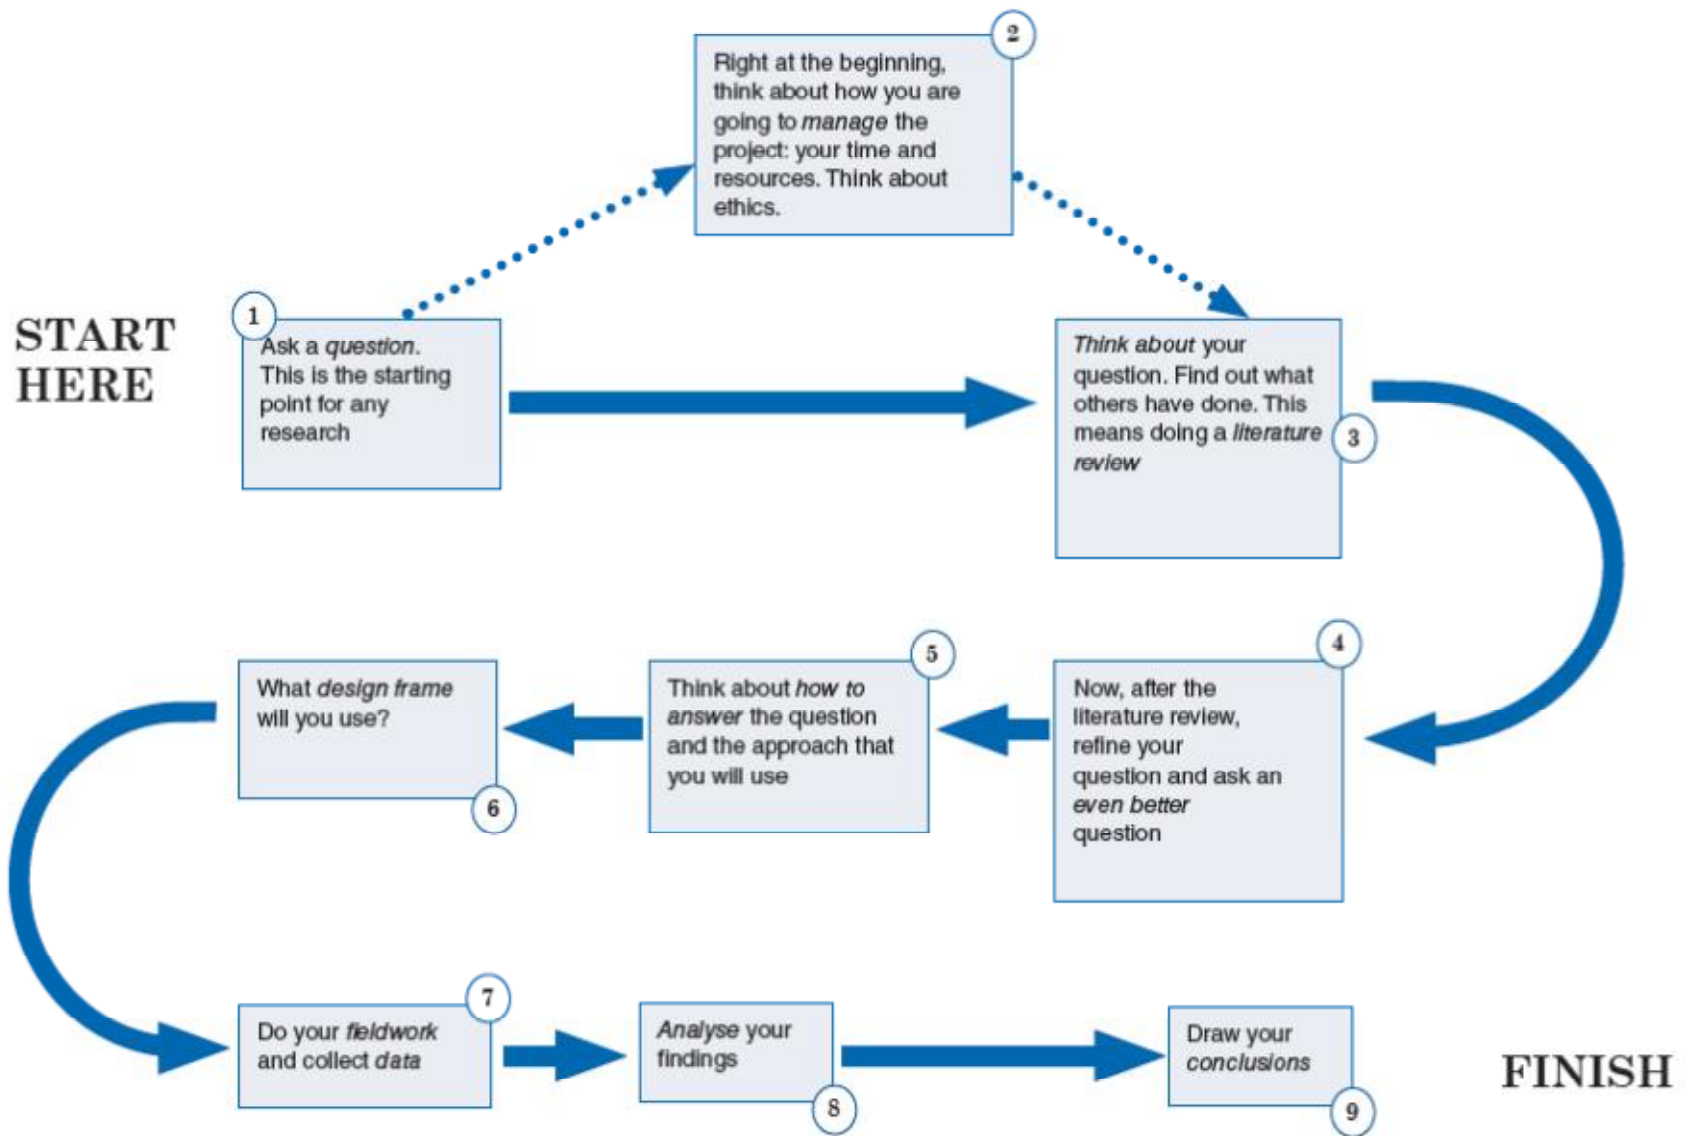 START
HERE
1
Ask a question.
This is the starting
point for any
research
2
Right at the beginning,
think about how you are
going to manage the
project: your time and
resources. Think about
ethics.
3
Think about your
question. Find out what
others have done. This
means doing a literature
review
4
Now, after the
literature review,
refine your
question and ask an
even better
question
5
Think about how to
answer the question
and the approach that
you will use
6
What design frame
will you use?
7
Do your fieldwork
and collect data
8
Analyse your
findings
9
Draw your
conclusions
FINISH